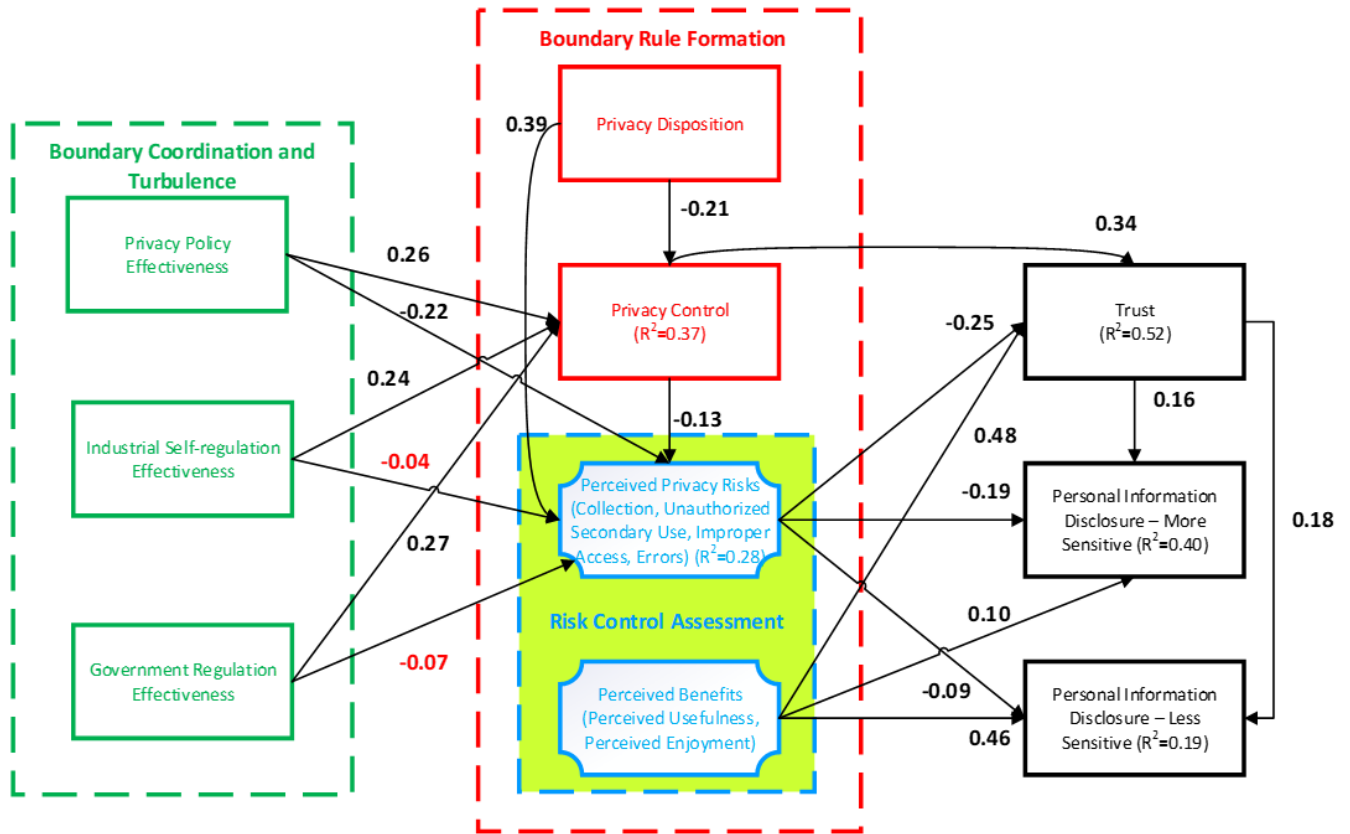 Boundary Rule Formation
Privacy Disposition
0.39
-0.21
Boundary Coordination and
Turbulence
Privacy Policy
Effectiveness
0.26
-0.22
0.34
Privacy Control
(R²=0.37)
Trust
(R²=0.52)
-0.25
0.24
-0.13
0.16
0.48
Industrial Self-regulation
Effectiveness
-0.04
Perceived Privacy Risks
(Collection, Unauthorized
Secondary Use, Improper
Access, Errors) (R²=0.28)
-0.19
Personal Information
Disclosure – More
Sensitive (R²=0.40)
0.18
0.27
Risk Control Assessment
0.10
Government Regulation
Effectiveness
-0.07
Perceived Benefits
(Perceived Usefulness,
Perceived Enjoyment)
-0.09
0.46
Personal Information
Disclosure – Less
Sensitive (R²=0.19)